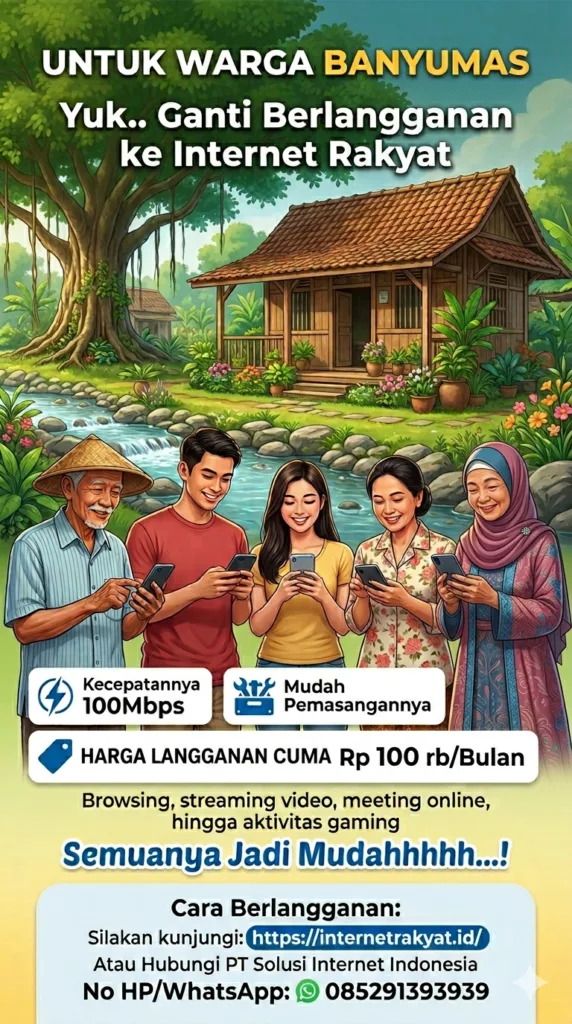 UNTUK WARGA BANYUMAS
Yuk.. Ganti Berlangganan
ke Internet Rakyat
Kecepatannya
100Mbps
Mudah
Pemasangannya
HARGA LANGGANAN CUMA Rp 100 rb/Bulan
Browsing, streaming video, meeting online,
hingga aktivitas gaming
Semuanya Jadi Mudahhhhh...!
Cara Berlangganan:
Silakan kunjungi: https://internetrakyat.id/
Atau Hubungi PT Solusi Internet Indonesia
No HP/WhatsApp: 085291393939